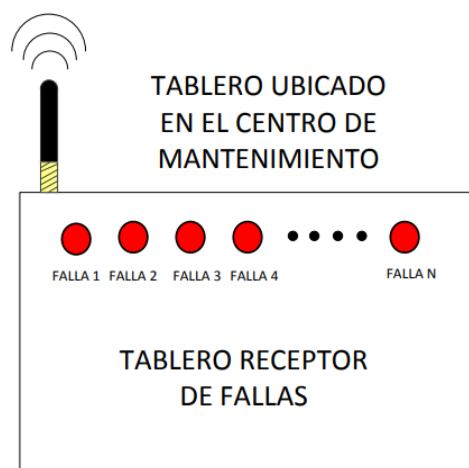 TABLERO UBICADO
EN EL CENTRO DE
MANTENIMIENTO
FALLA 1 FALLA 2 FALLA 3 FALLA 4 FALLA N
TABLERO RECEPTOR
DE FALLAS